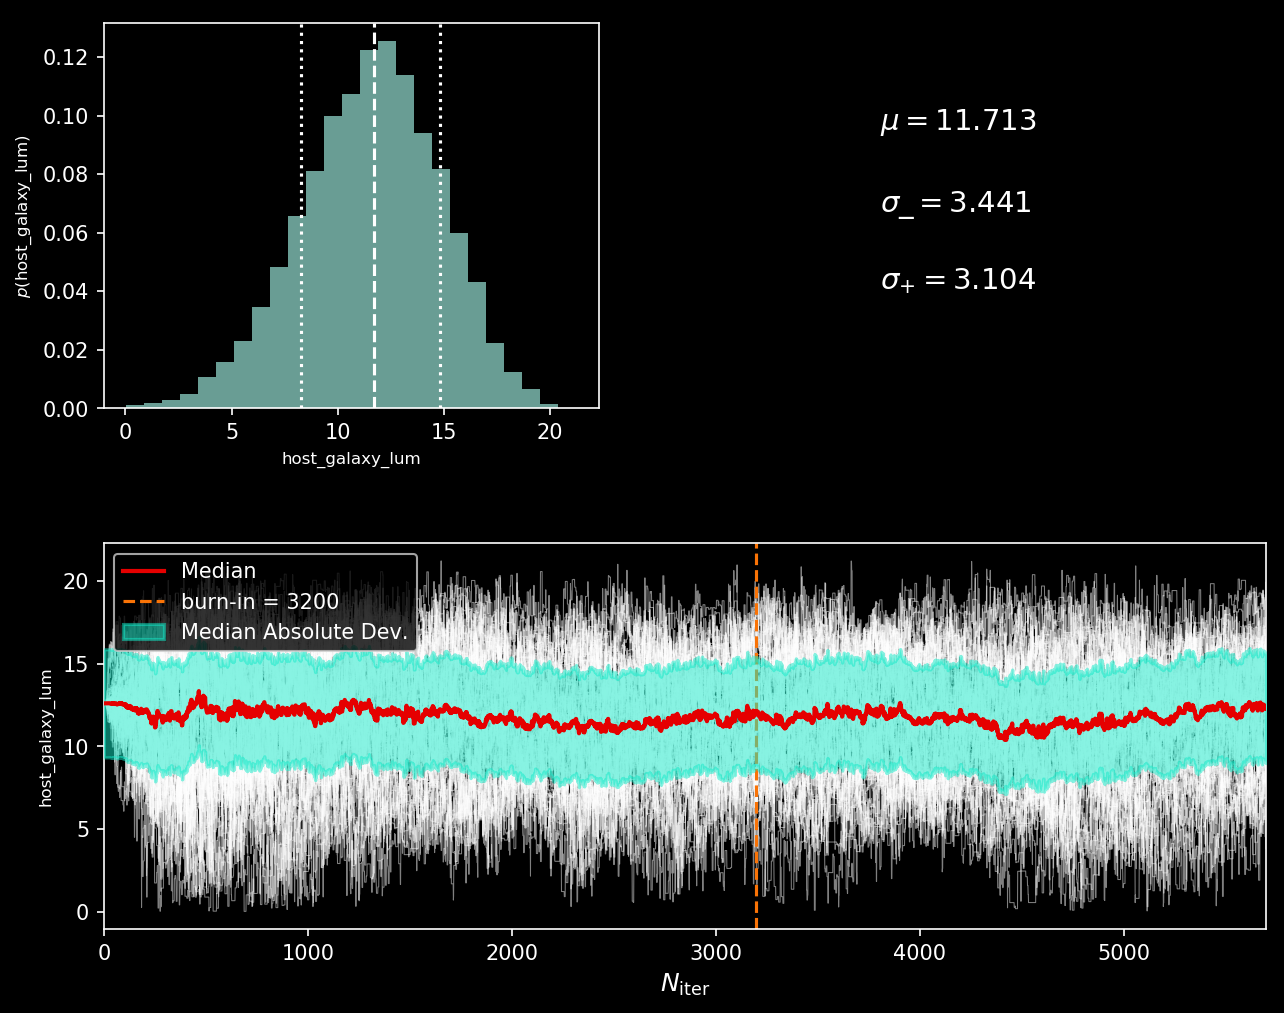 0.12
0.10
0.08
0.06
0.04
0.02
0.00
p(host_galaxy_lum)
0 5 10 15 20
host_galaxy_lum
μ = 11.713
σ₋ = 3.441
σ₊ = 3.104
Median
burn-in = 3200
Median Absolute Dev.
20
15
10
5
0
host_galaxy_lum
0 1000 2000 3000 4000 5000
N_iter